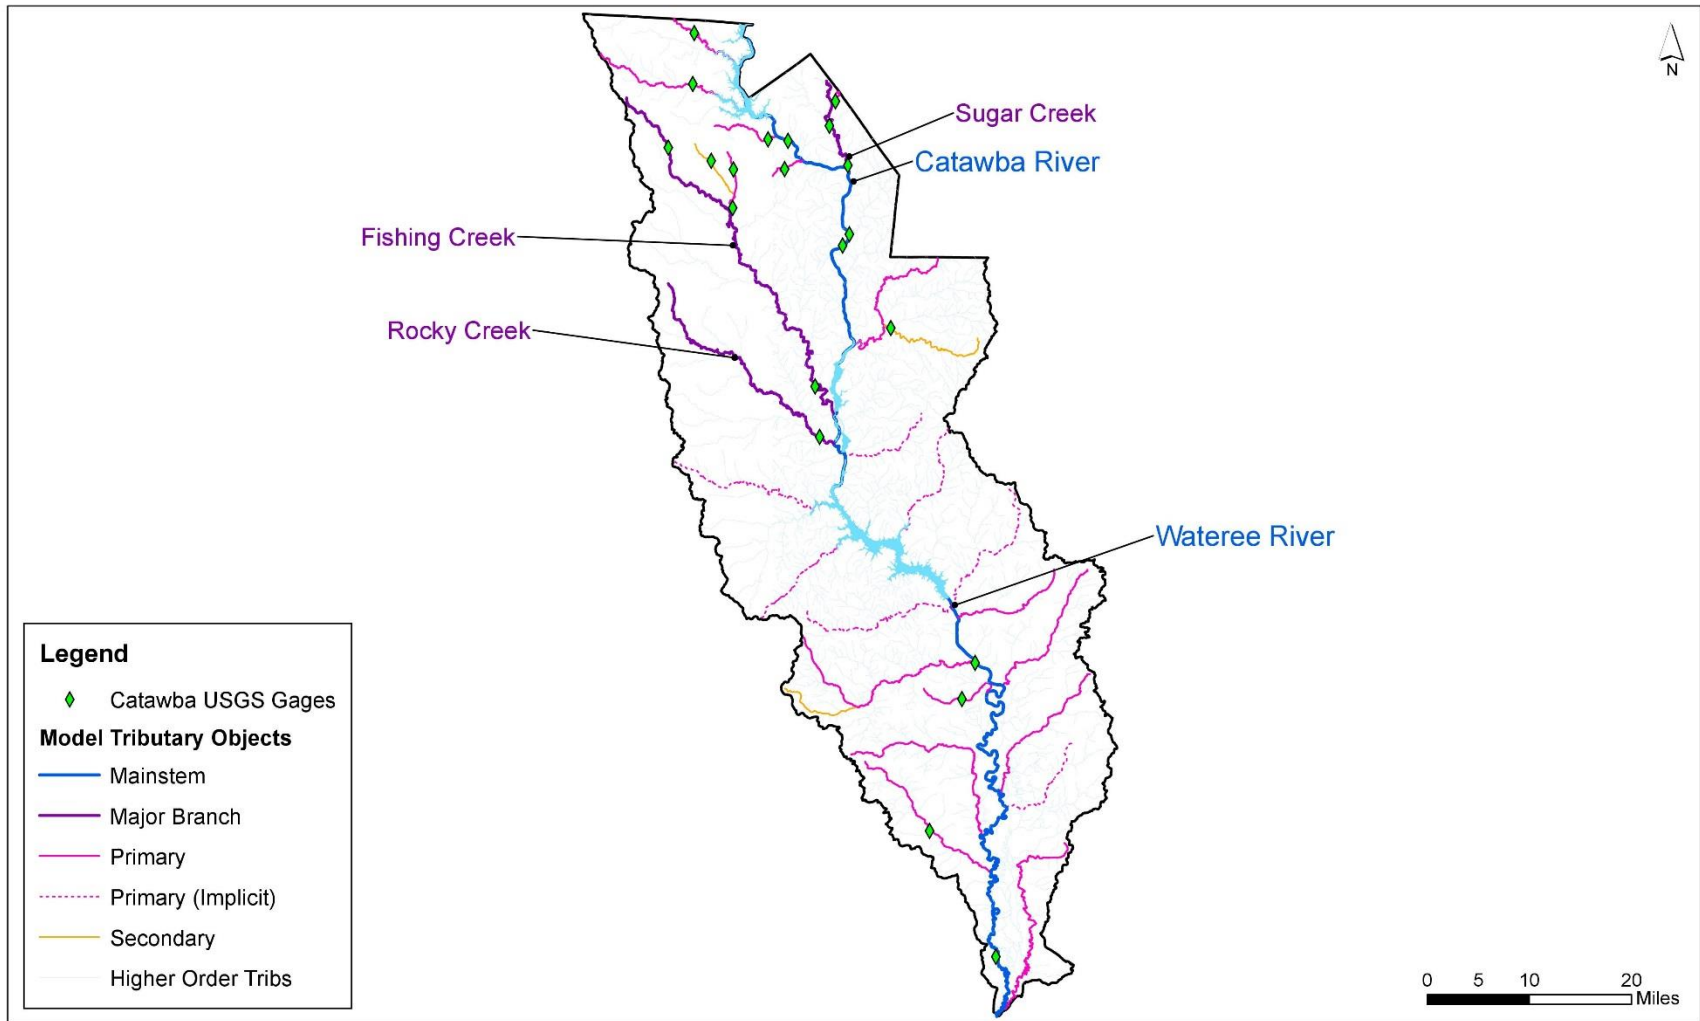 N
Sugar Creek
Catawba River
Fishing Creek
Rocky Creek
Wateree River
Legend
Catawba USGS Gages
Model Tributary Objects
Mainstem
Major Branch
Primary
Primary (Implicit)
Secondary
Higher Order Tribs
0 5 10 20
Miles